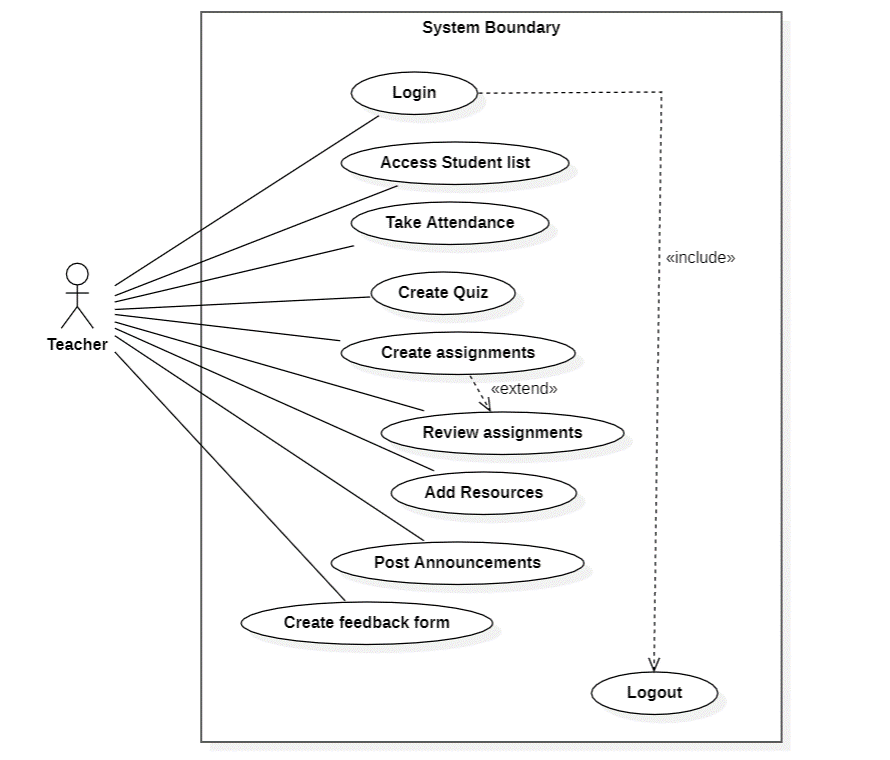 System Boundary
Login
Access Student list
Take Attendance
«include»
Create Quiz
Teacher
Create assignments
«extend»
Review assignments
Add Resources
Post Announcements
Create feedback form
Logout